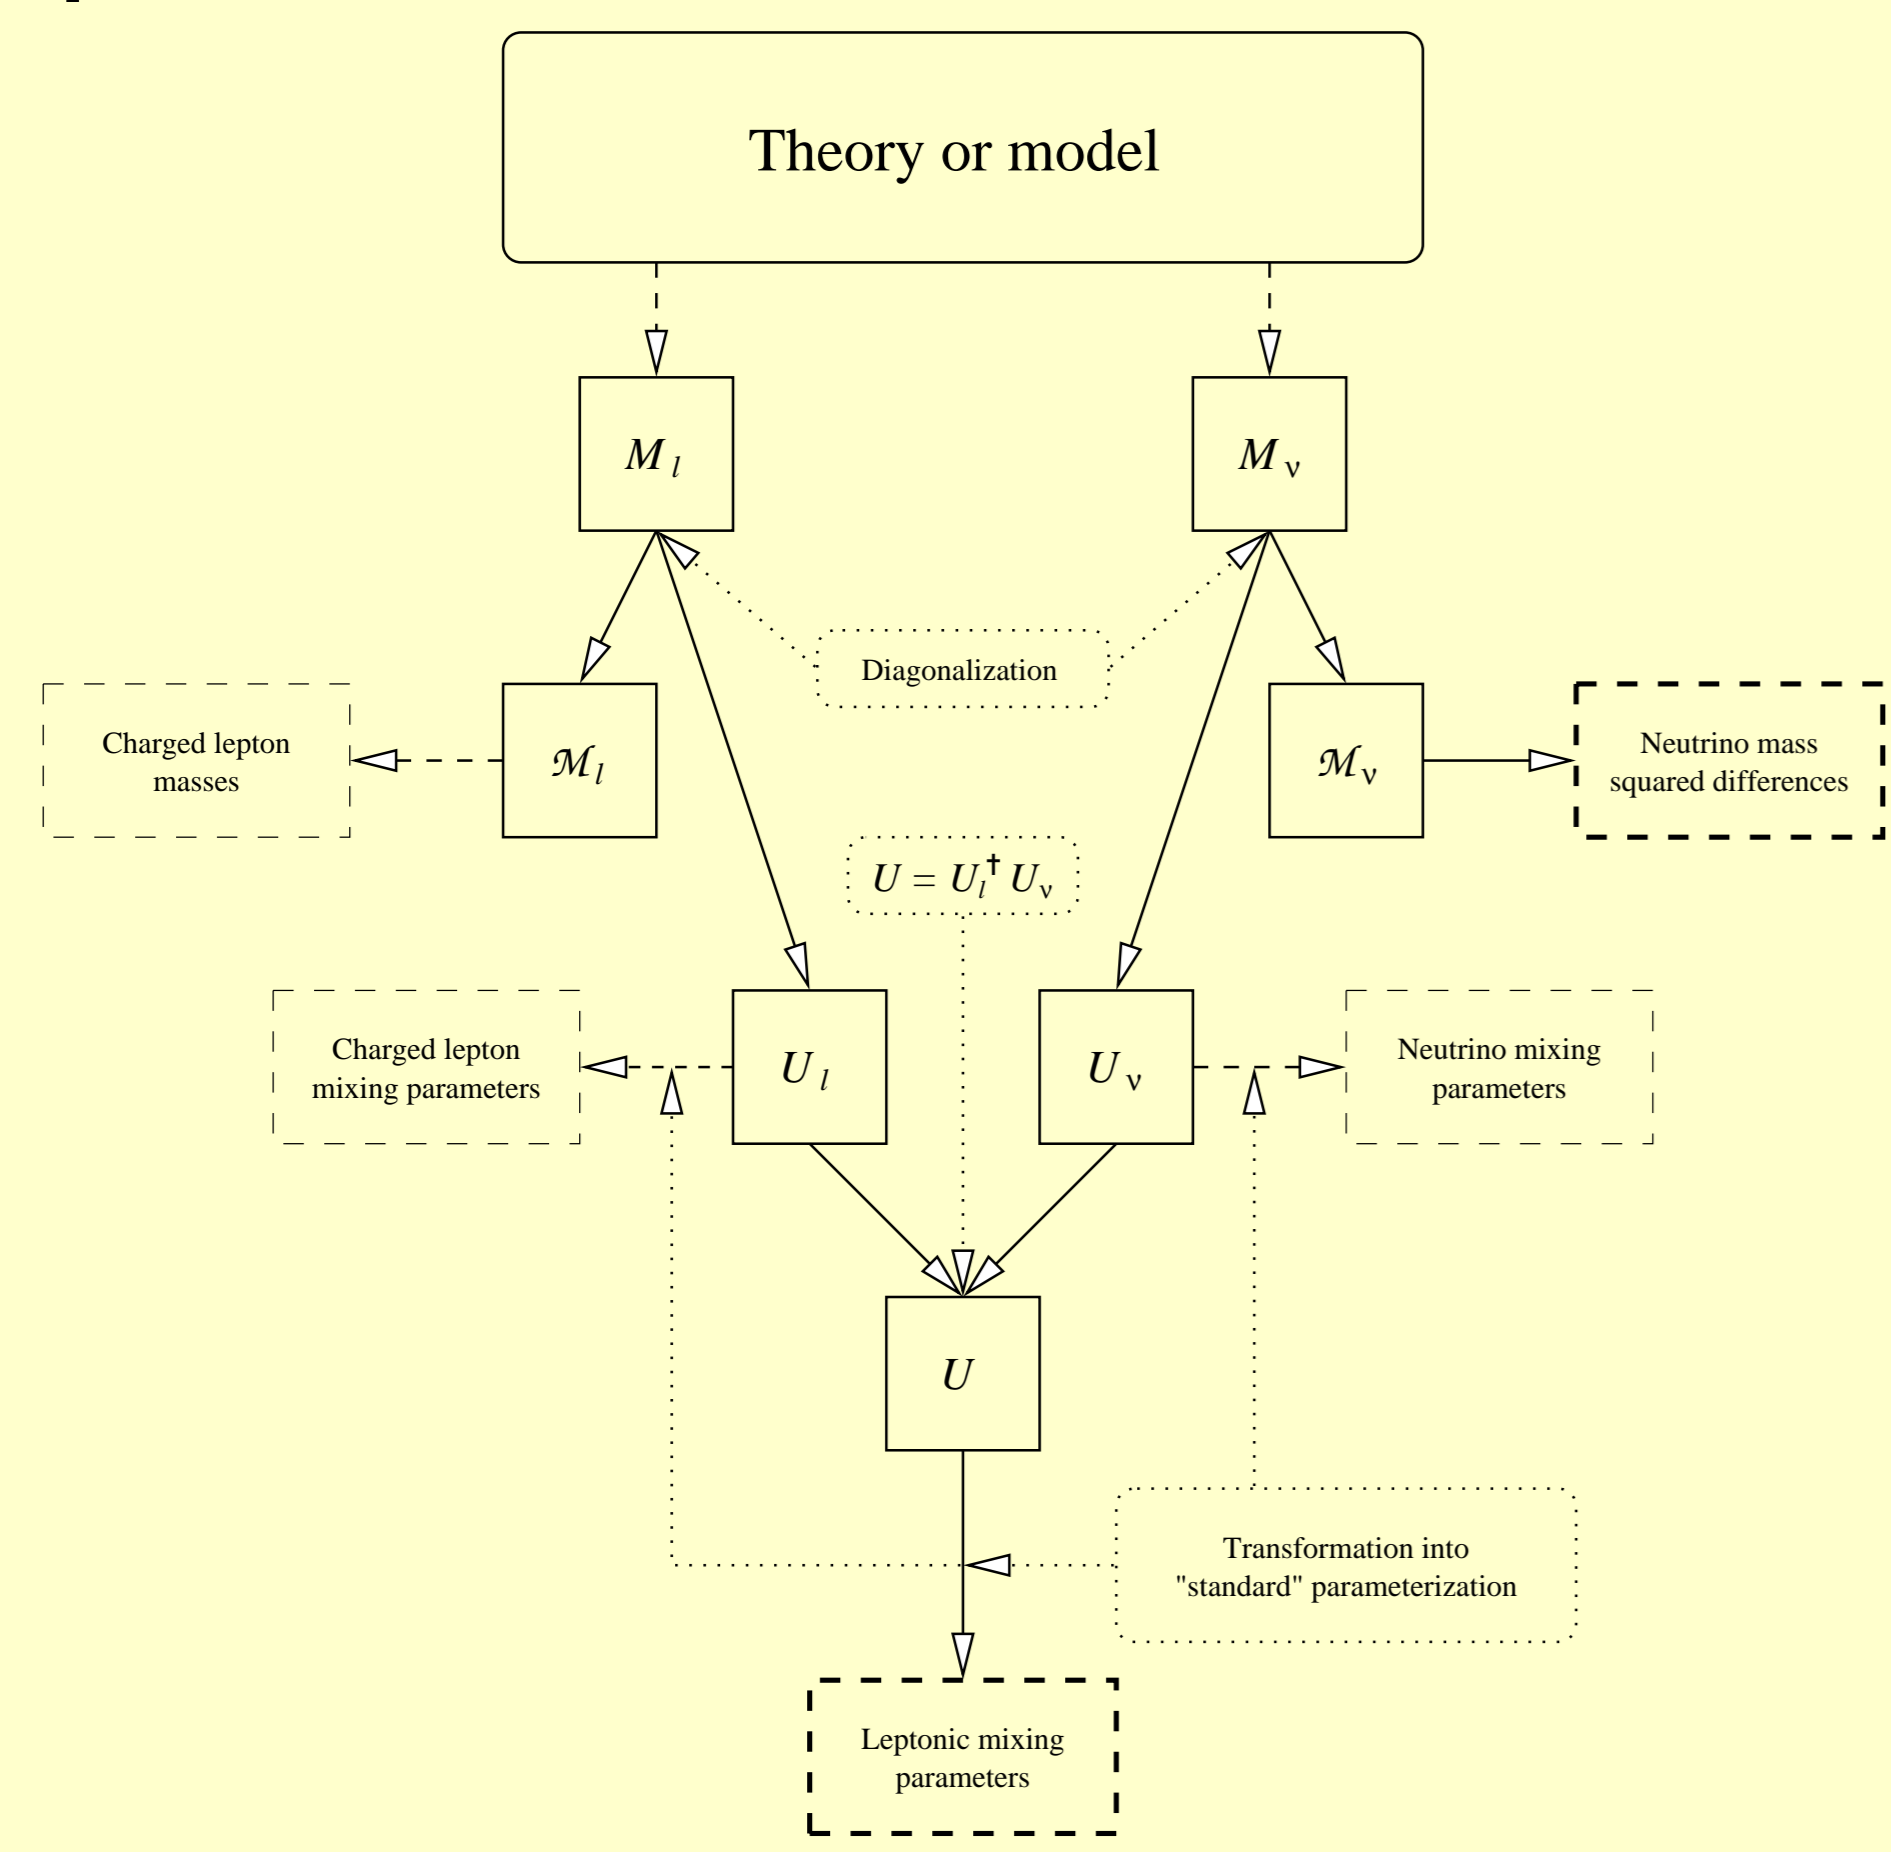 Theory or model
M l
M ν
Diagonalization
Charged lepton
masses
ℳ l
ℳ ν
Neutrino mass
squared differences
U = U l † U ν
Charged lepton
mixing parameters
U l
U ν
Neutrino mixing
parameters
U
Transformation into
"standard" parameterization
Leptonic mixing
parameters